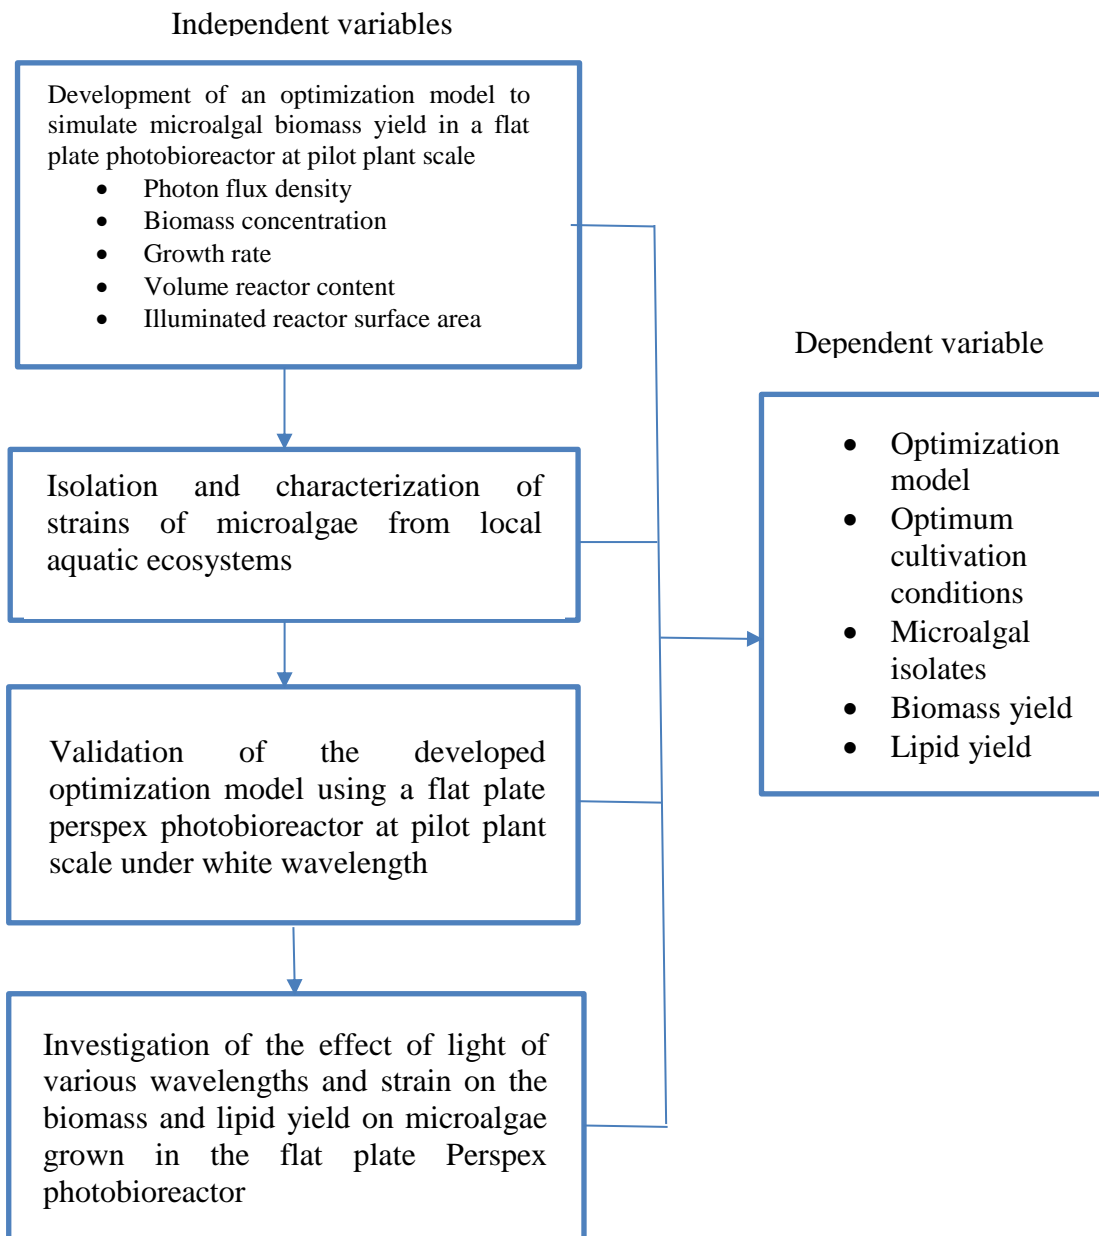 Independent variables
Development of an optimization model to
simulate microalgal biomass yield in a flat
plate photobioreactor at pilot plant scale
• Photon flux density
• Biomass concentration
• Growth rate
• Volume reactor content
• Illuminated reactor surface area
Isolation and characterization of
strains of microalgae from local
aquatic ecosystems
Validation of the developed
optimization model using a flat plate
perspex photobioreactor at pilot plant
scale under white wavelength
Investigation of the effect of light of
various wavelengths and strain on the
biomass and lipid yield on microalgae
grown in the flat plate Perspex
photobioreactor
Dependent variable
• Optimization
model
• Optimum
cultivation
conditions
• Microalgal
isolates
• Biomass yield
• Lipid yield